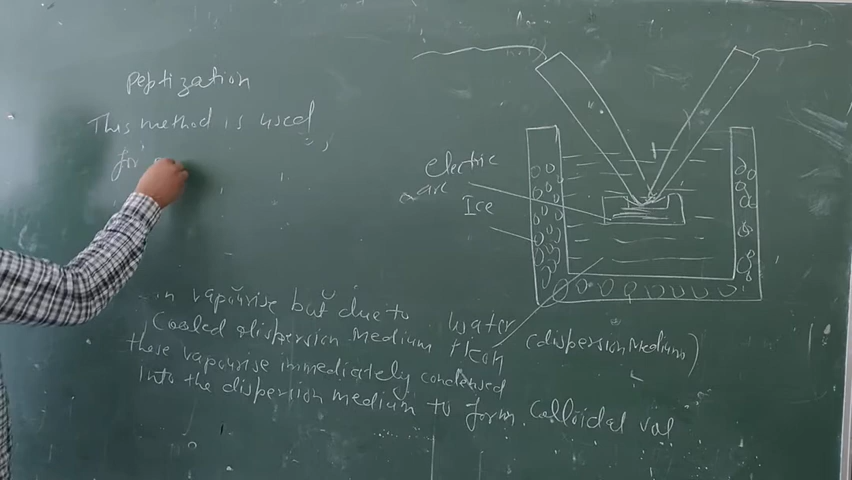 Peptization
This method is used
for
electric
arc
Ice
in vapourise but due to
Cooled dispersion Medium
these vapourise immediately condensed
into the dispersion medium to form. Colloidal
water
(dispersion Medium)